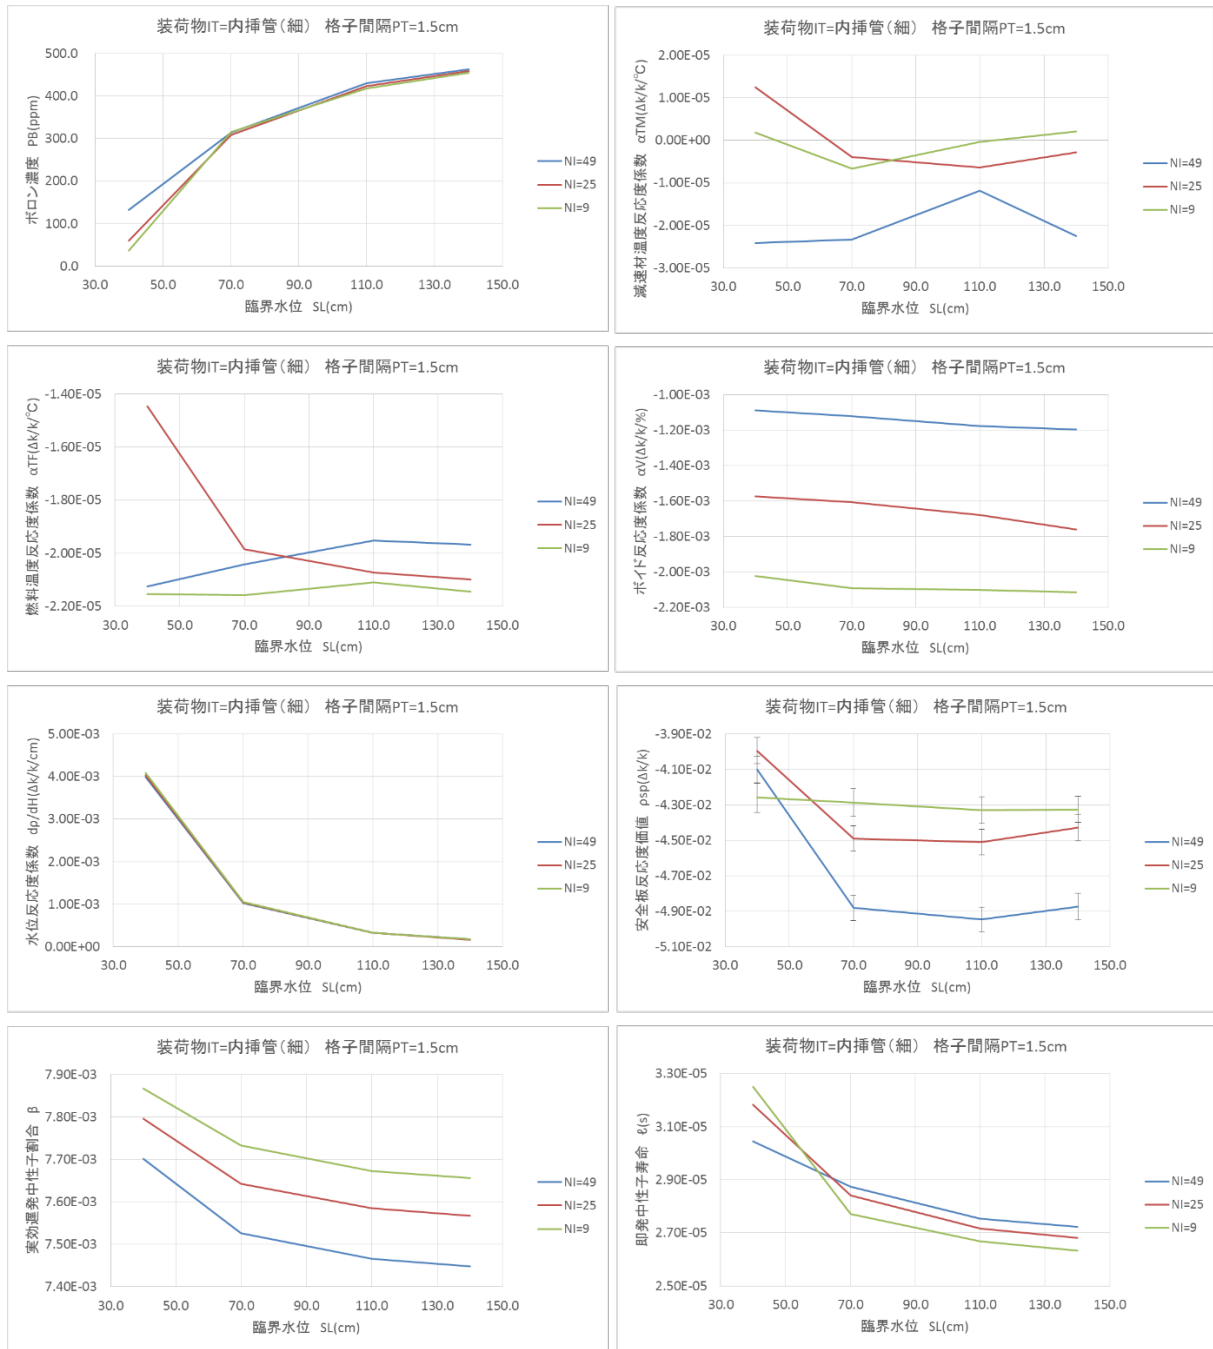 装荷物IT=内挿管(細) 格子間隔PT=1.5cm
500.0
400.0
300.0
200.0
100.0
0.0
ボロン濃度 PB(ppm)
30.0 50.0 70.0 90.0 110.0 130.0 150.0
臨界水位 SL(cm)
NI=49
NI=25
NI=9
装荷物IT=内挿管(細) 格子間隔PT=1.5cm
2.00E-05
1.00E-05
0.00E+00
-1.00E-05
-2.00E-05
-3.00E-05
減速材温度反応度係数 αTM(Δk/k/℃)
30.0 50.0 70.0 90.0 110.0 130.0 150.0
臨界水位 SL(cm)
NI=49
NI=25
NI=9
装荷物IT=内挿管(細) 格子間隔PT=1.5cm
-1.40E-05
-1.60E-05
-1.80E-05
-2.00E-05
-2.20E-05
燃料温度反応度係数 αTF(Δk/k/℃)
30.0 50.0 70.0 90.0 110.0 130.0 150.0
臨界水位 SL(cm)
NI=49
NI=25
NI=9
装荷物IT=内挿管(細) 格子間隔PT=1.5cm
-1.00E-03
-1.20E-03
-1.40E-03
-1.60E-03
-1.80E-03
-2.00E-03
-2.20E-03
ボイド反応度係数 αV(Δk/k/%)
30.0 50.0 70.0 90.0 110.0 130.0 150.0
臨界水位 SL(cm)
NI=49
NI=25
NI=9
装荷物IT=内挿管(細) 格子間隔PT=1.5cm
5.00E-03
4.00E-03
3.00E-03
2.00E-03
1.00E-03
0.00E+00
水位反応度係数 dρ/dH(Δk/k/cm)
30.0 50.0 70.0 90.0 110.0 130.0 150.0
臨界水位 SL(cm)
NI=49
NI=25
NI=9
装荷物IT=内挿管(細) 格子間隔PT=1.5cm
-3.90E-02
-4.10E-02
-4.30E-02
-4.50E-02
-4.70E-02
-4.90E-02
-5.10E-02
安全板反応度価値 ρsp(Δk/k)
30.0 50.0 70.0 90.0 110.0 130.0 150.0
臨界水位 SL(cm)
NI=49
NI=25
NI=9
装荷物IT=内挿管(細) 格子間隔PT=1.5cm
7.90E-03
7.80E-03
7.70E-03
7.60E-03
7.50E-03
7.40E-03
実効遅発中性子割合 β
30.0 50.0 70.0 90.0 110.0 130.0 150.0
臨界水位 SL(cm)
NI=49
NI=25
NI=9
装荷物IT=内挿管(細) 格子間隔PT=1.5cm
3.30E-05
3.10E-05
2.90E-05
2.70E-05
2.50E-05
即発中性子寿命 ℓ(s)
30.0 50.0 70.0 90.0 110.0 130.0 150.0
臨界水位 SL(cm)
NI=49
NI=25
NI=9